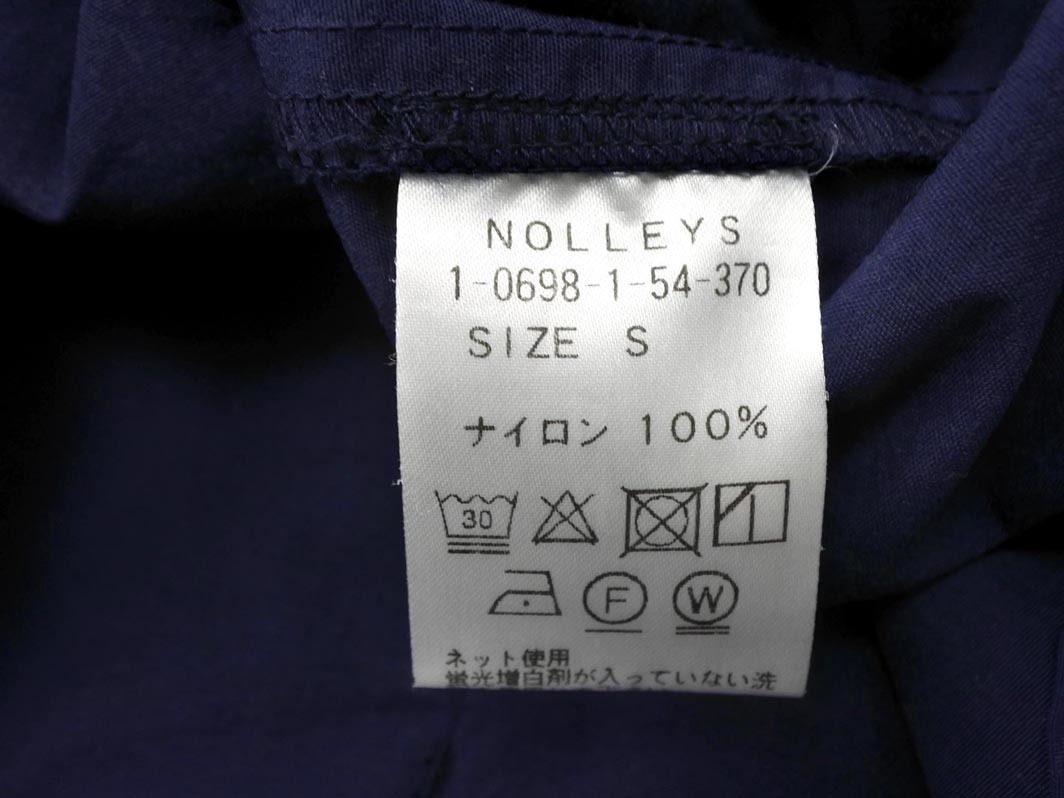 NOLLEYS
1-0698-1-54-370
SIZE S
ナイロン 100%
30
F W
ネット使用
蛍光増白剤が入っていない洗